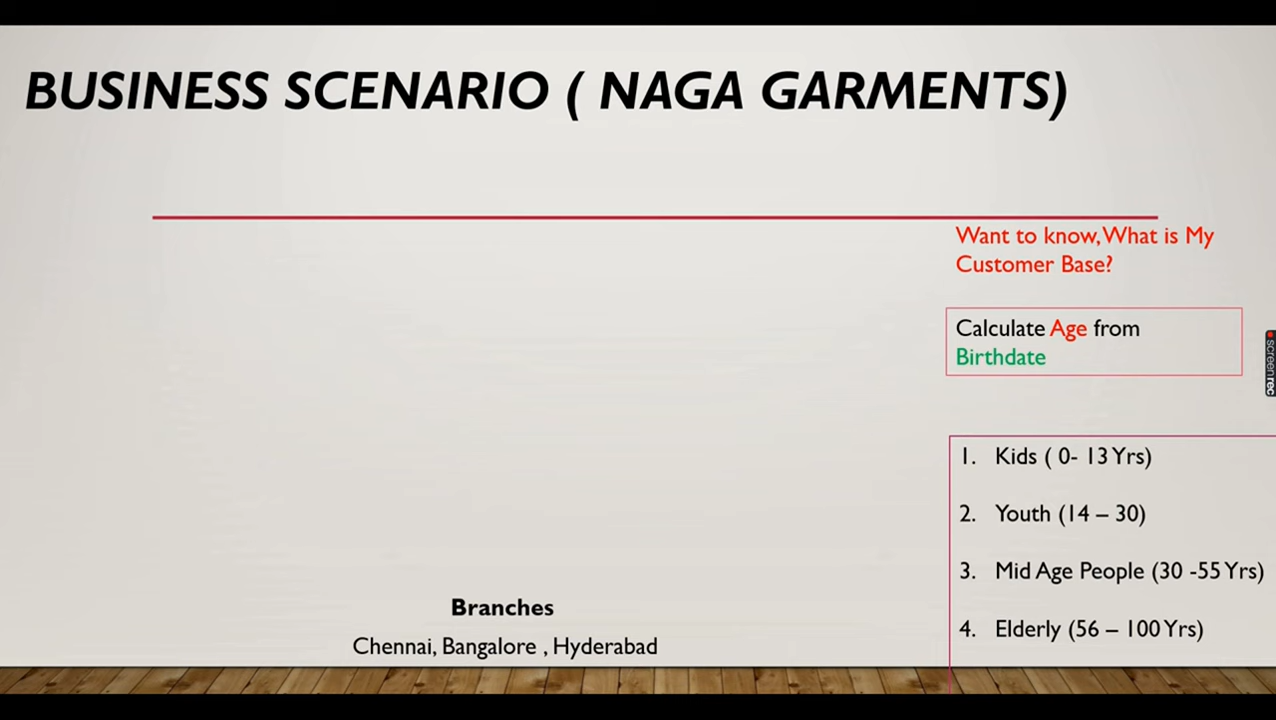 BUSINESS SCENARIO ( NAGA GARMENTS)
Want to know, What is My
Customer Base?
Calculate Age from
Birthdate
1. Kids ( 0- 13 Yrs)
2. Youth (14 – 30)
3. Mid Age People (30 -55 Yrs)
4. Elderly (56 – 100 Yrs)
Branches
Chennai, Bangalore , Hyderabad
screenrec